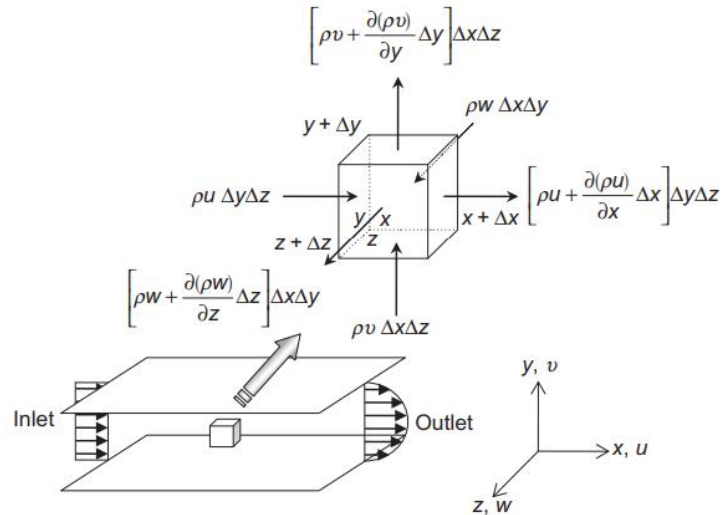 [ρυ + ∂(ρυ)/∂y Δy] ΔxΔz
y + Δy
ρw ΔxΔy
ρu ΔyΔz
[ρu + ∂(ρu)/∂x Δx] ΔyΔz
y x
x + Δx
z + Δz
z
[ρw + ∂(ρw)/∂z Δz] ΔxΔy
ρυ ΔxΔz
y, υ
Inlet
Outlet
x, u
z, w